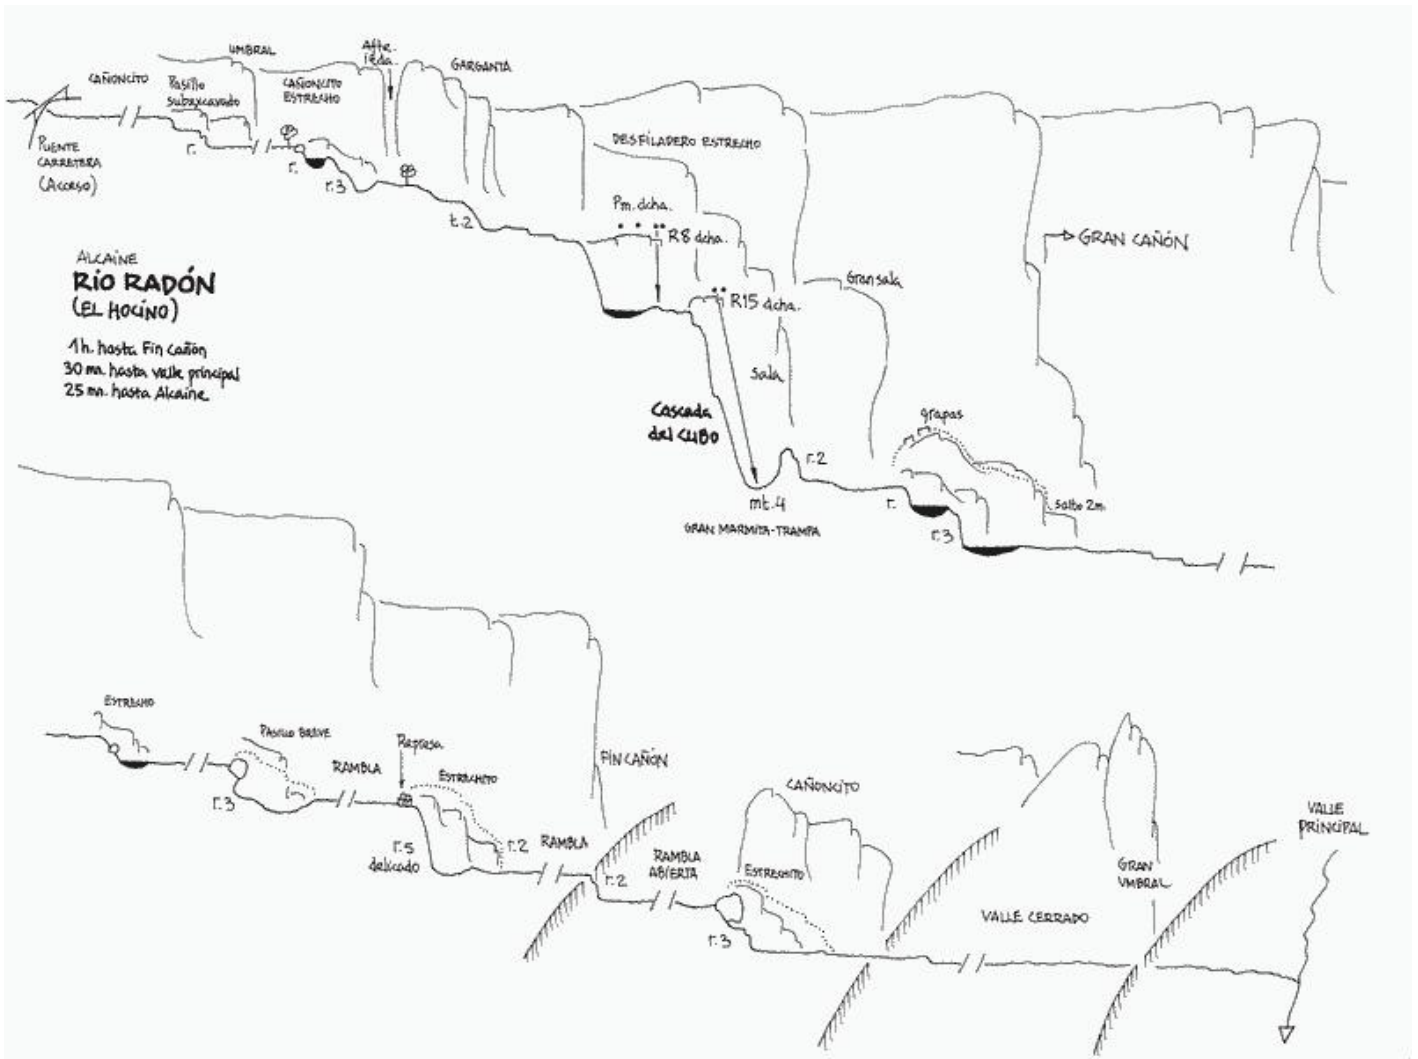 UMBRAL
Aflte.
izda.
GARGANTA
CAÑONCITO
Pasillo
subexcavado
CAÑONCITO
ESTRECHO
PUENTE
CARRETERA
(Acceso)
r.
r.
r.3
t.2
DESFILADERO ESTRECHO
Pm. dcha.
R8 dcha.
GRAN CAÑÓN
ALCAINE
RÍO RADÓN
(EL HOCINO)
1h. hasta Fin Cañón
30 mn. hasta valle principal
25 mn. hasta Alcaine
Gran sala
R15 dcha.
Sala
Cascada
del CUBO
grapas
r.2
mt.4
GRAN MARMITA-TRAMPA
r.
Salto 2m.
r.3
ESTRECHO
PASILLO BREVE
Represa
RAMBLA
ESTRECHITO
r.3
FIN CAÑÓN
CAÑONCITO
VALLE
PRINCIPAL
r.5
delicado
r.2
RAMBLA
r.2
RAMBLA
ABIERTA
ESTRECHITO
GRAN
UMBRAL
r.3
VALLE CERRADO